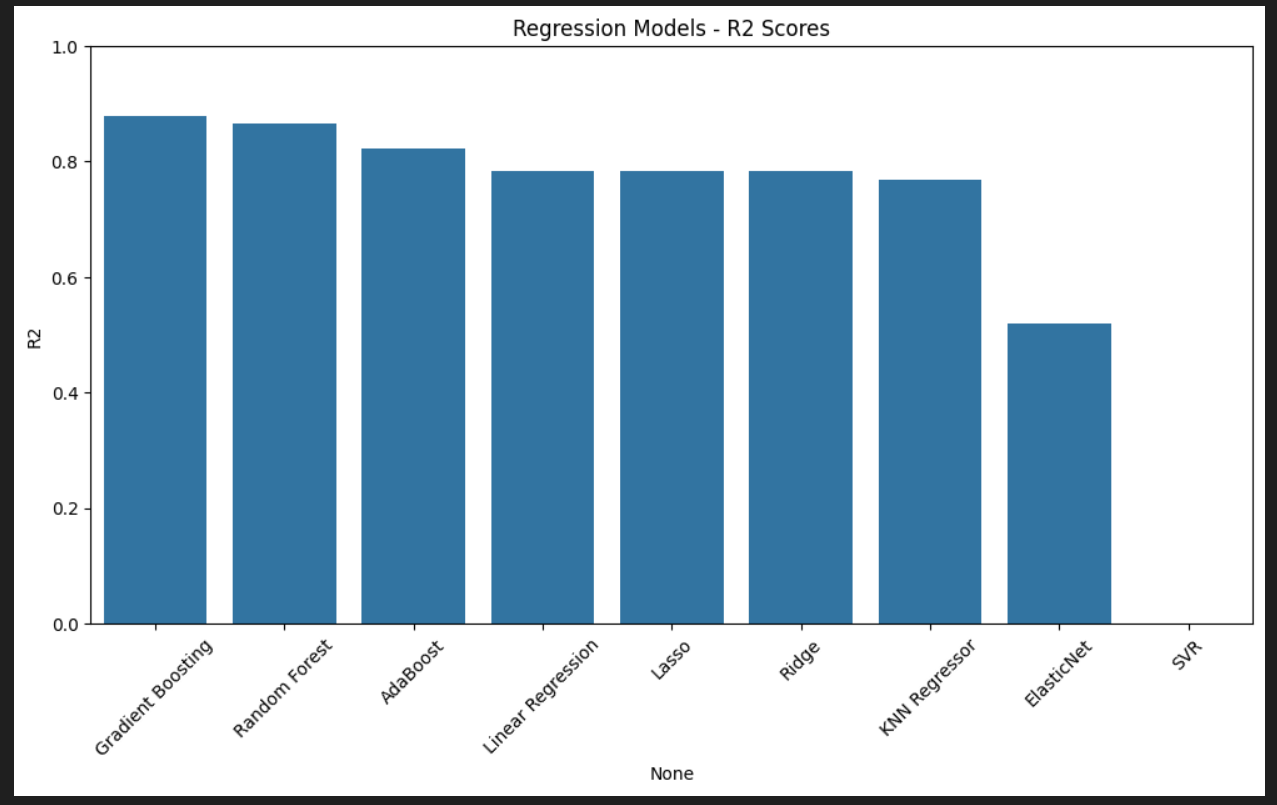 Regression Models - R2 Scores
1.0
0.8
0.6
0.4
0.2
0.0
R2
Gradient Boosting
Random Forest
AdaBoost
Linear Regression
Lasso
Ridge
KNN Regressor
ElasticNet
SVR
None